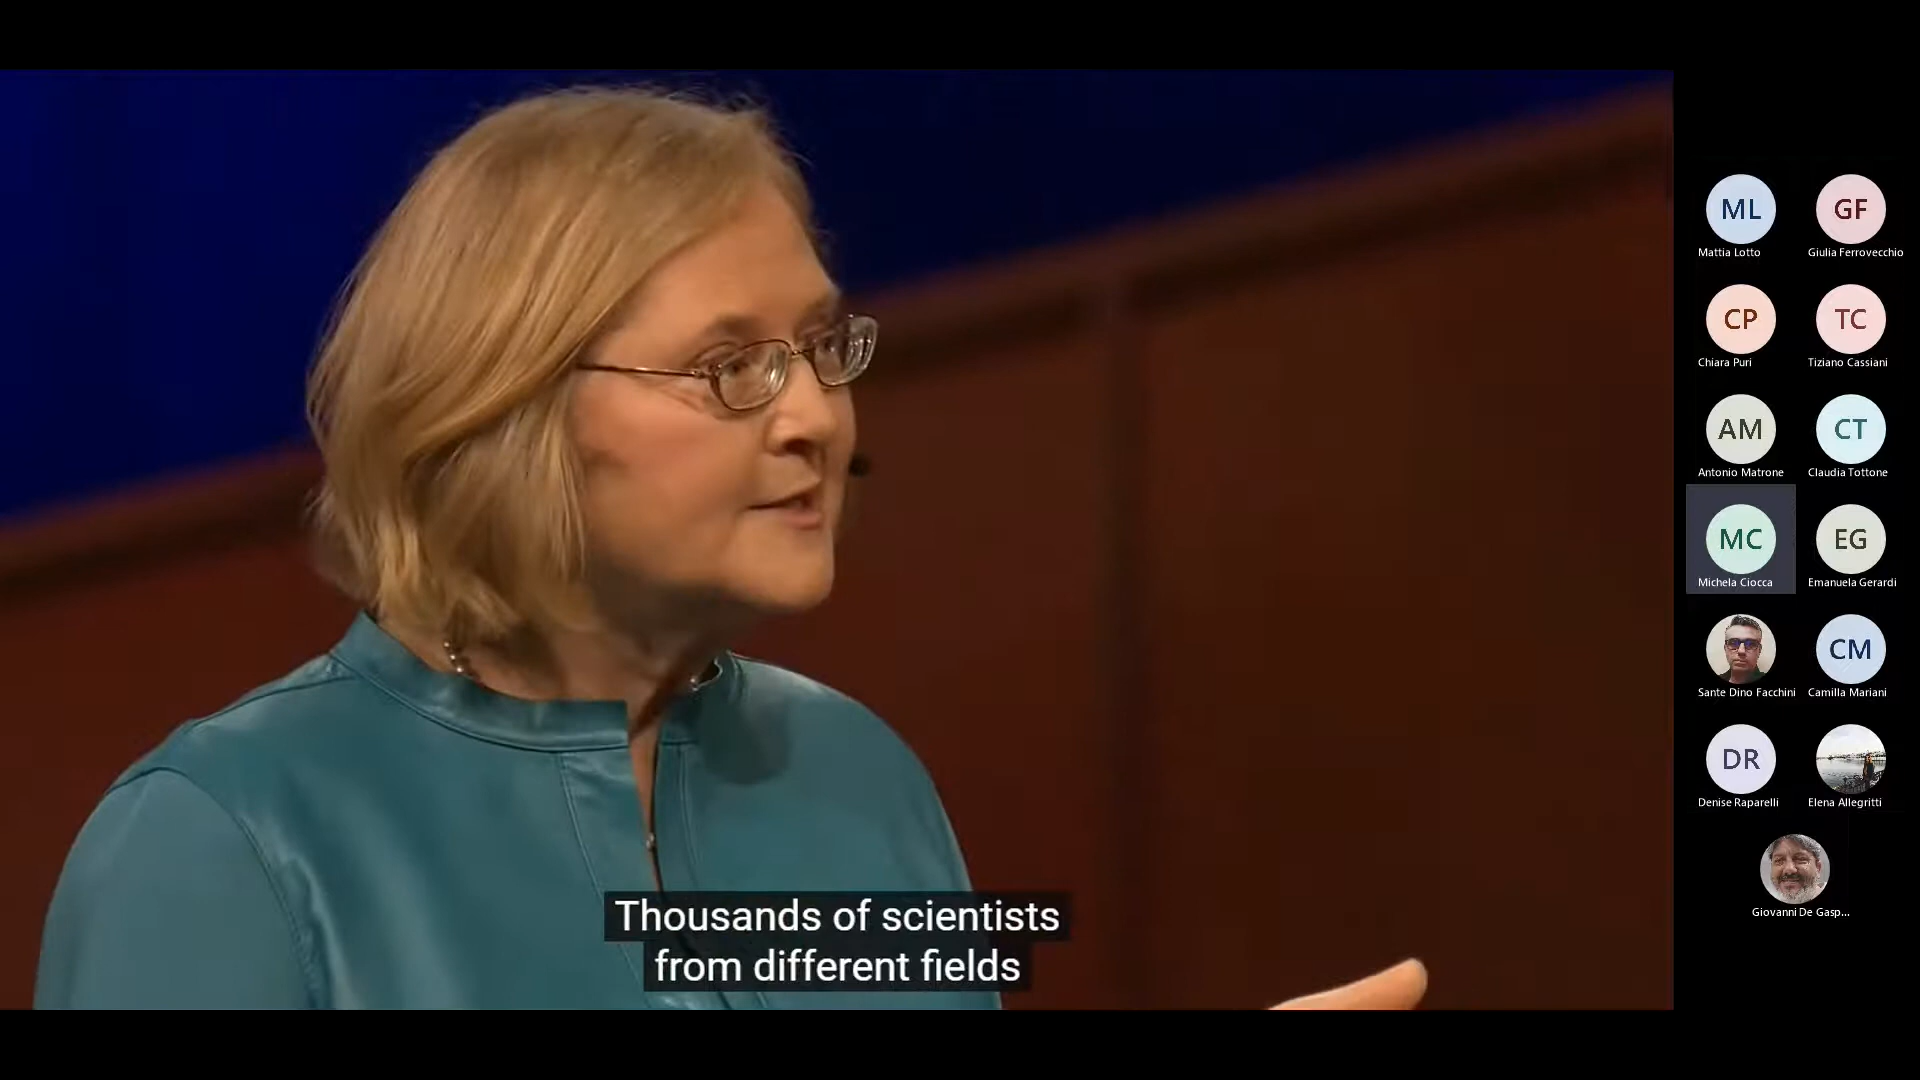 ML
GF
Mattia Lotto
Giulia Ferrovecchio
CP
TC
Chiara Puri
Tiziano Cassiani
AM
CT
Antonio Matrone
Claudia Tottone
MC
EG
Michela Ciocca
Emanuela Gerardi
CM
Sante Dino Facchini
Camilla Mariani
DR
Denise Raparelli
Elena Allegritti
Giovanni De Gasp...
Thousands of scientists
from different fields